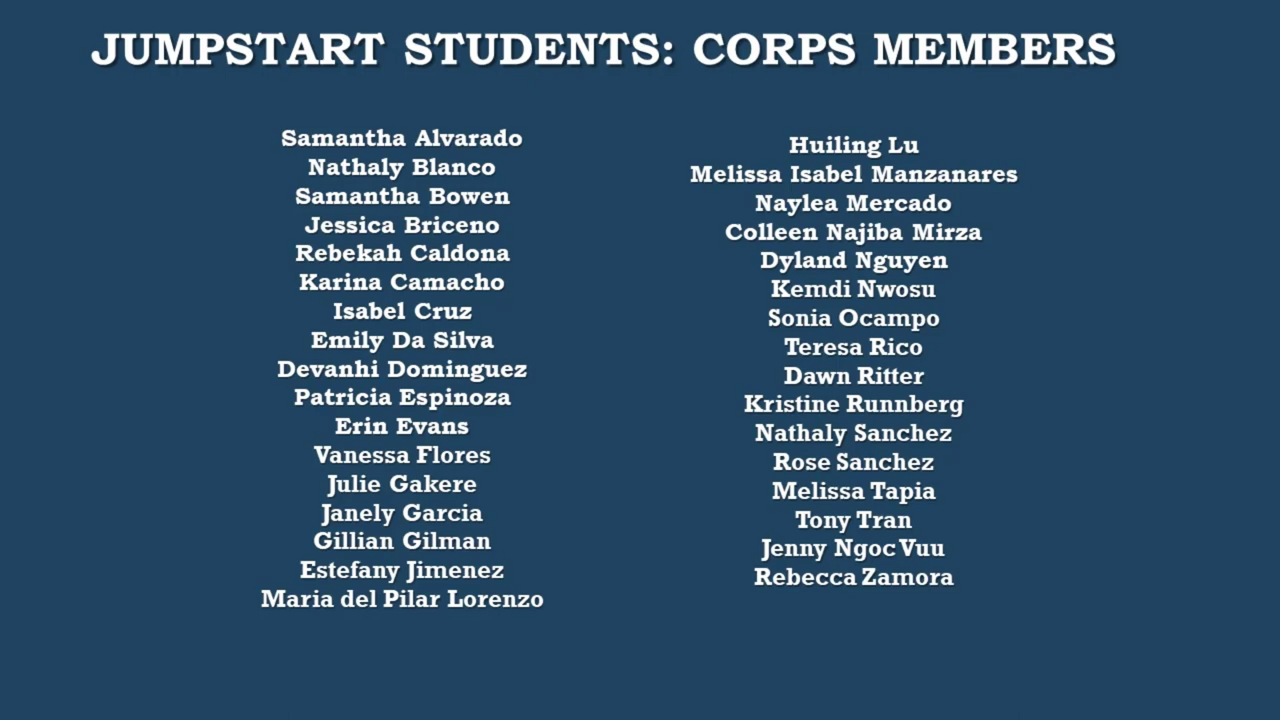 JUMPSTART STUDENTS: CORPS MEMBERS
Samantha Alvarado
Nathaly Blanco
Samantha Bowen
Jessica Briceno
Rebekah Caldona
Karina Camacho
Isabel Cruz
Emily Da Silva
Devanhi Dominguez
Patricia Espinoza
Erin Evans
Vanessa Flores
Julie Gakere
Janely Garcia
Gillian Gilman
Estefany Jimenez
Maria del Pilar Lorenzo
Huiling Lu
Melissa Isabel Manzanares
Naylea Mercado
Colleen Najiba Mirza
Dyland Nguyen
Kemdi Nwosu
Sonia Ocampo
Teresa Rico
Dawn Ritter
Kristine Runnberg
Nathaly Sanchez
Rose Sanchez
Melissa Tapia
Tony Tran
Jenny Ngoc Vuu
Rebecca Zamora